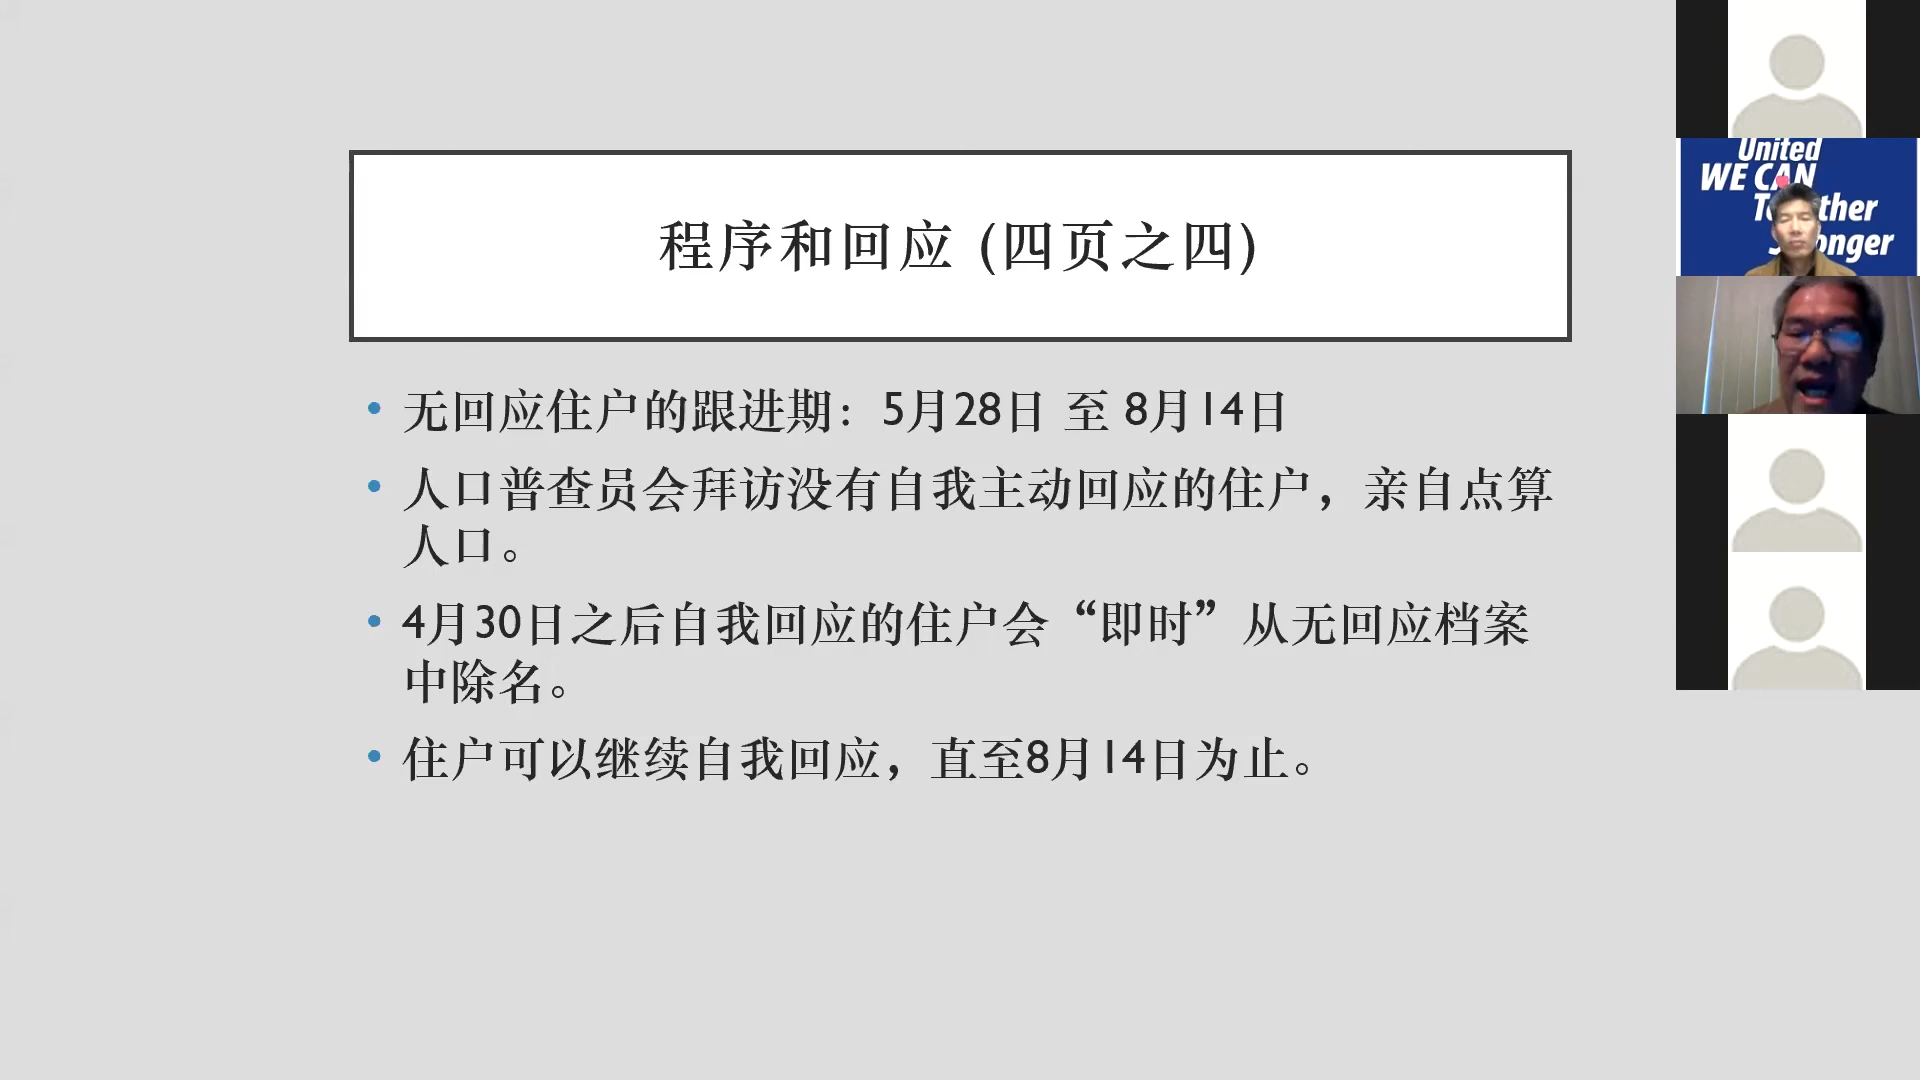 程序和回应 (四页之四)
• 无回应住户的跟进期：5月28日 至 8月14日
• 人口普查员会拜访没有自我主动回应的住户，亲自点算
人口。
• 4月30日之后自我回应的住户会“即时”从无回应档案
中除名。
• 住户可以继续自我回应，直至8月14日为止。
United
WE CAN